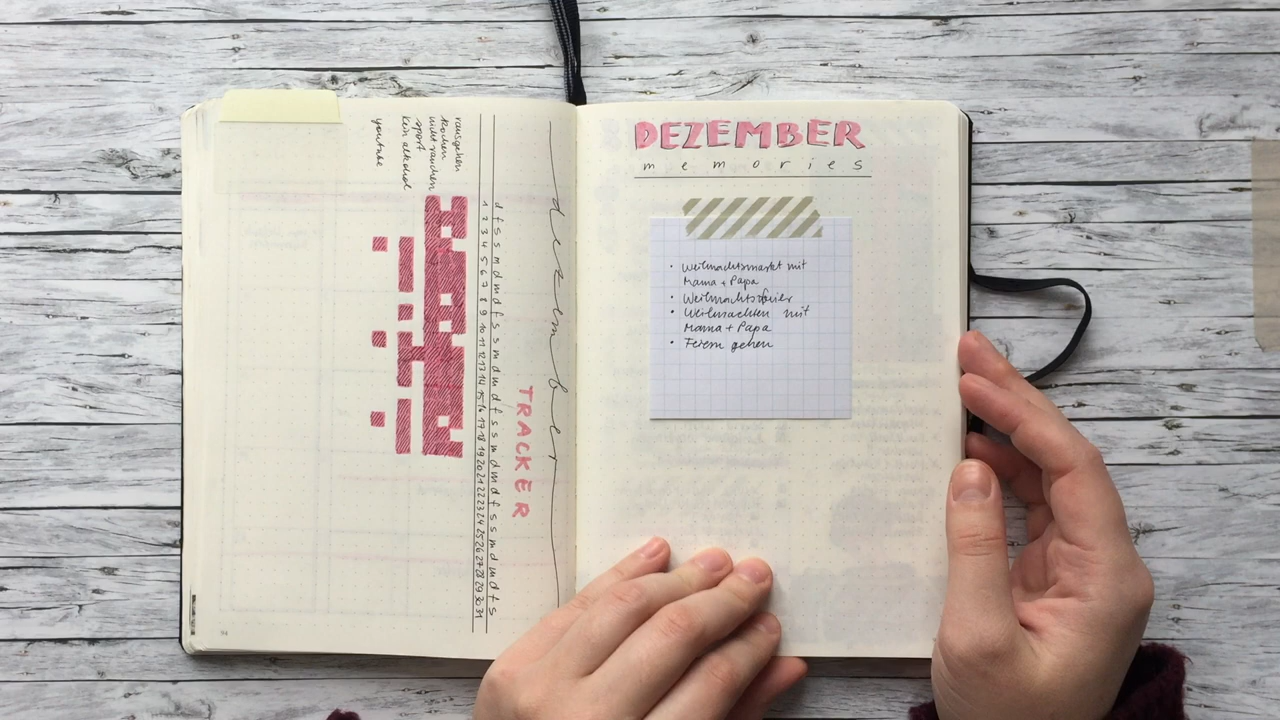 dezember
TRACKER
d f s s m d m d f s s m d m d f s s m d m d f s s m d m d f s
1 2 3 4 5 6 7 8 9 10 11 12 13 14 15 16 17 18 19 20 21 22 23 24 25 26 27 28 29 30 31
rausgehen
kochen
nicht rauchen
sport
kein alkohol
youtube
DEZEMBER
memories
• Weihnachtsmarkt mit
Mama + Papa
• Weihnachtsfeier
• Weihnachten mit
Mama + Papa
• Feiern gehen